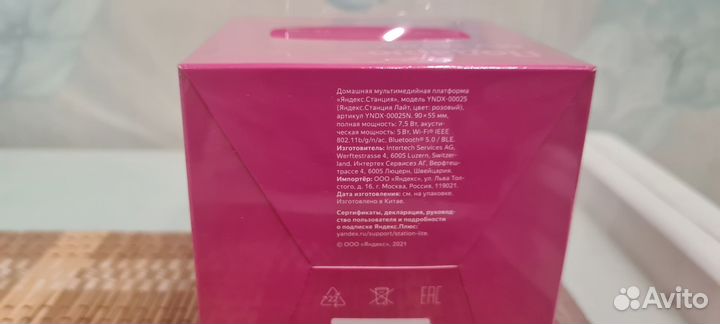 Домашняя мультимедийная платформа
«Яндекс.Станция», модель YNDX-00025
(Яндекс.Станция Лайт, цвет: розовый),
артикул YNDX-00025N, 90×55 мм,
полная мощность: 7,5 Вт, акусти-
ческая мощность: 5 Вт, Wi-Fi® IEEE
802.11b/g/n/ac, Bluetooth® 5.0 / BLE.
Изготовитель: Intertech Services AG,
Werftestrasse 4, 6005 Luzern, Switzer-
land. Интертех Сервисез АГ, Верфтеш-
трассе 4, 6005 Люцерн, Швейцария.
Импортёр: ООО «Яндекс», ул. Льва Тол-
стого, д. 16, г. Москва, Россия, 119021.
Дата изготовления: см. на упаковке.
Изготовлено в Китае.
Сертификаты, декларация, руковод-
ство пользователя и подробности
о подписке Яндекс.Плюс:
yandex.ru/support/station-lite.
© ООО «Яндекс», 2021
22
EAC
Avito